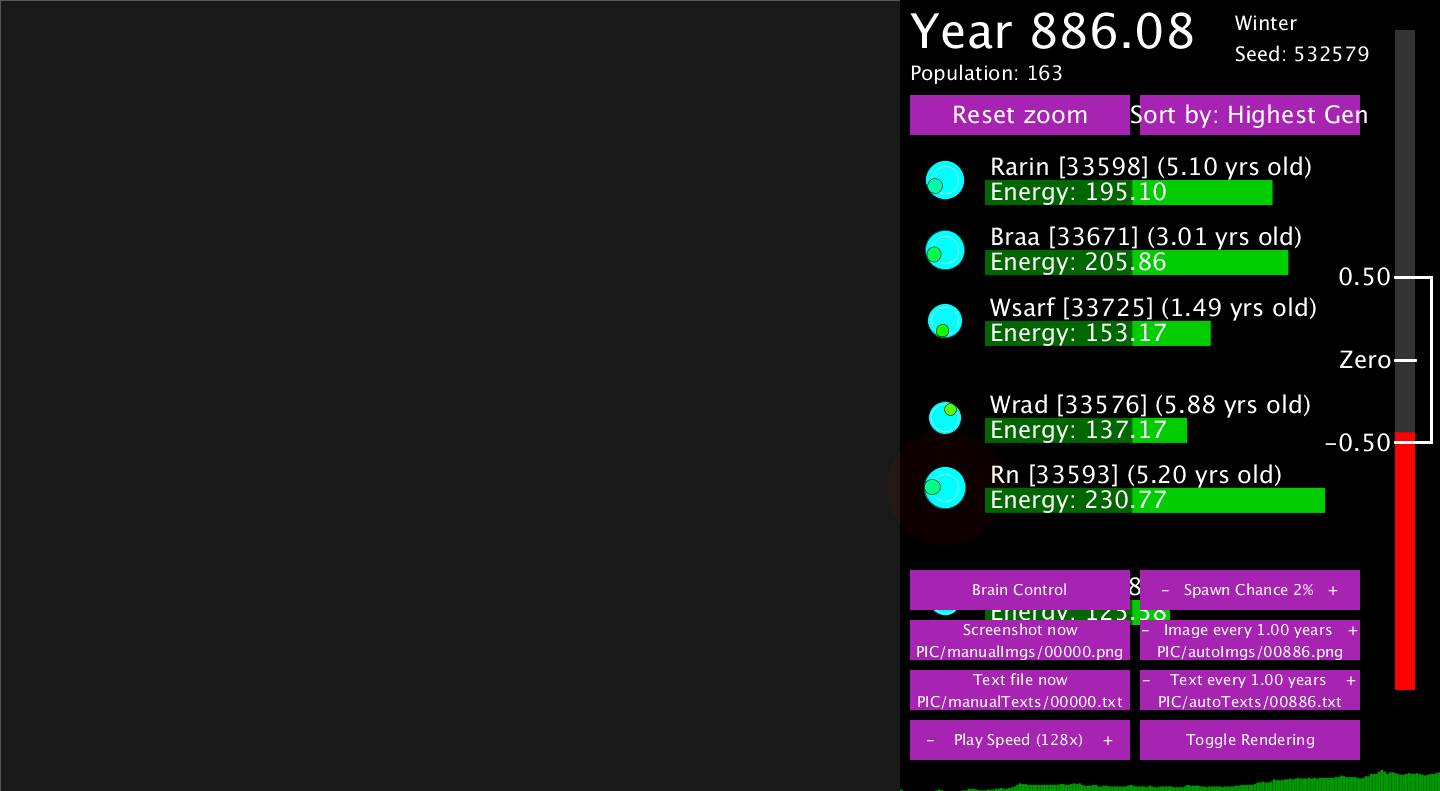 Year 886.08
Winter
Seed: 532579
Population: 163
Reset zoom
Sort by: Highest Gen
Rarin [33598] (5.10 yrs old)
Energy: 195.10
Braa [33671] (3.01 yrs old)
Energy: 205.86
0.50
Wsarf [33725] (1.49 yrs old)
Energy: 153.17
Zero
Wrad [33576] (5.88 yrs old)
Energy: 137.17
-0.50
Rn [33593] (5.20 yrs old)
Energy: 230.77
Brain Control
- Spawn Chance 2% +
Energy: 125.58
Screenshot now
PIC/manualImgs/00000.png
- Image every 1.00 years +
PIC/autoImgs/00886.png
Text file now
PIC/manualTexts/00000.txt
- Text every 1.00 years +
PIC/autoTexts/00886.txt
- Play Speed (128x) +
Toggle Rendering